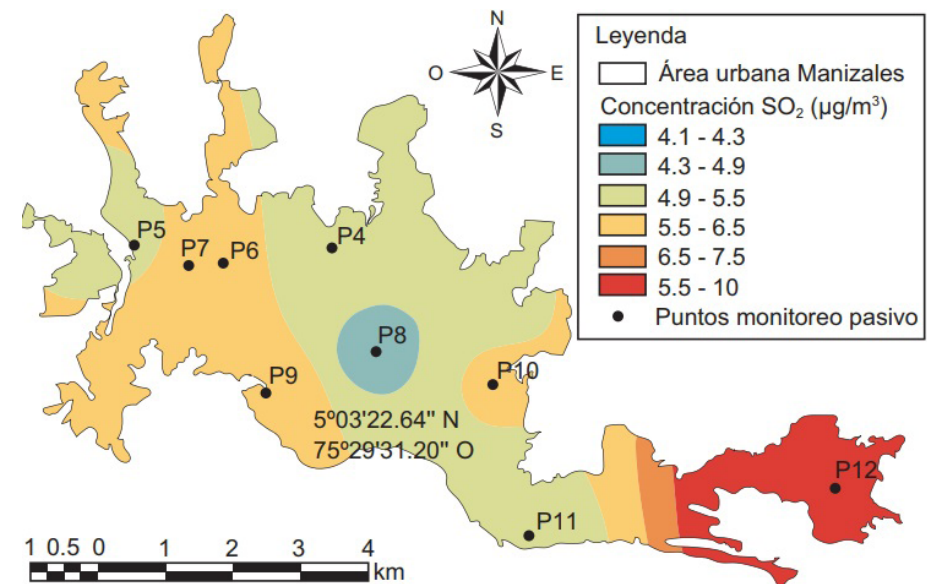 N
O E
S
Leyenda
Área urbana Manizales
Concentración SO₂ (µg/m³)
4.1 - 4.3
4.3 - 4.9
4.9 - 5.5
5.5 - 6.5
6.5 - 7.5
5.5 - 10
Puntos monitoreo pasivo
P5
P7 P6
P4
P8
P9
P10
5º03'22.64'' N
75º29'31.20'' O
P12
P11
1 0.5 0 1 2 3 4
km